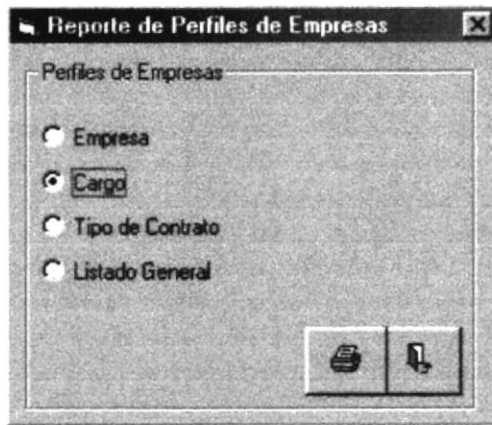 Reporte de Perfiles de Empresas
Perfiles de Empresas
Empresa
Cargo
Tipo de Contrato
Listado General